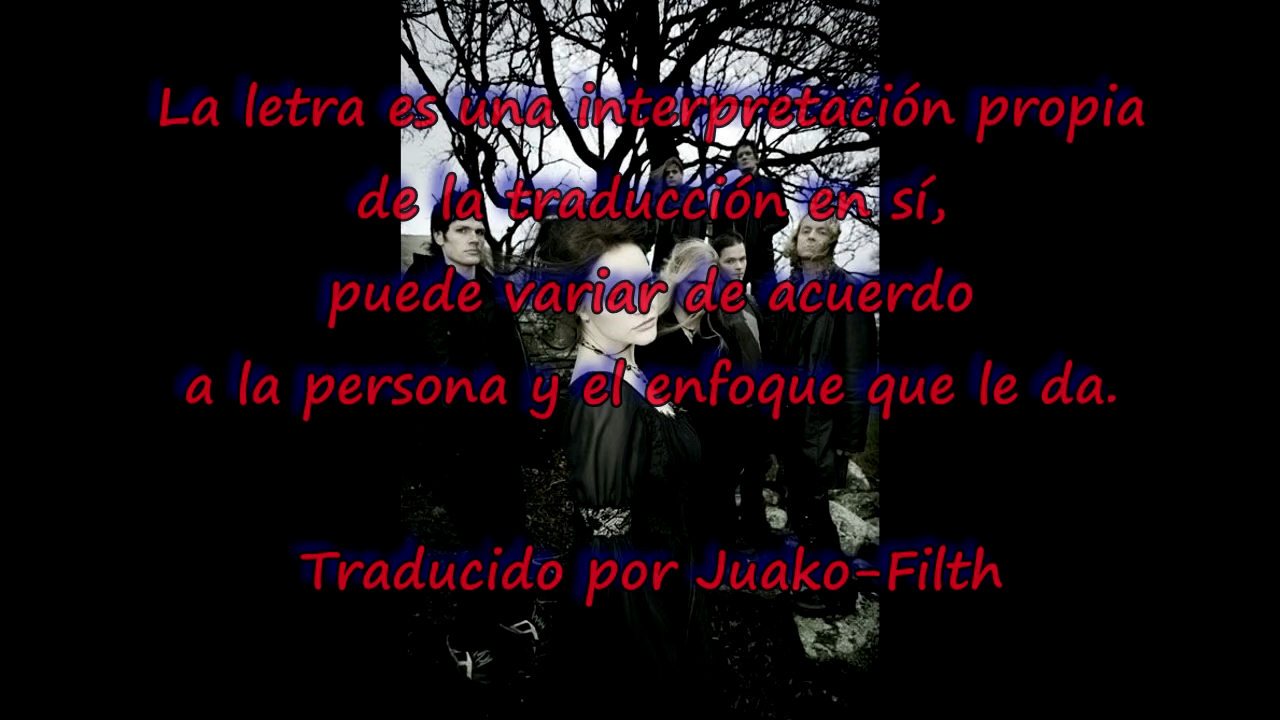 La letra es una interpretación propia
de la traducción en sí,
puede variar de acuerdo
a la persona y el enfoque que le da.
Traducido por Juako-Filth